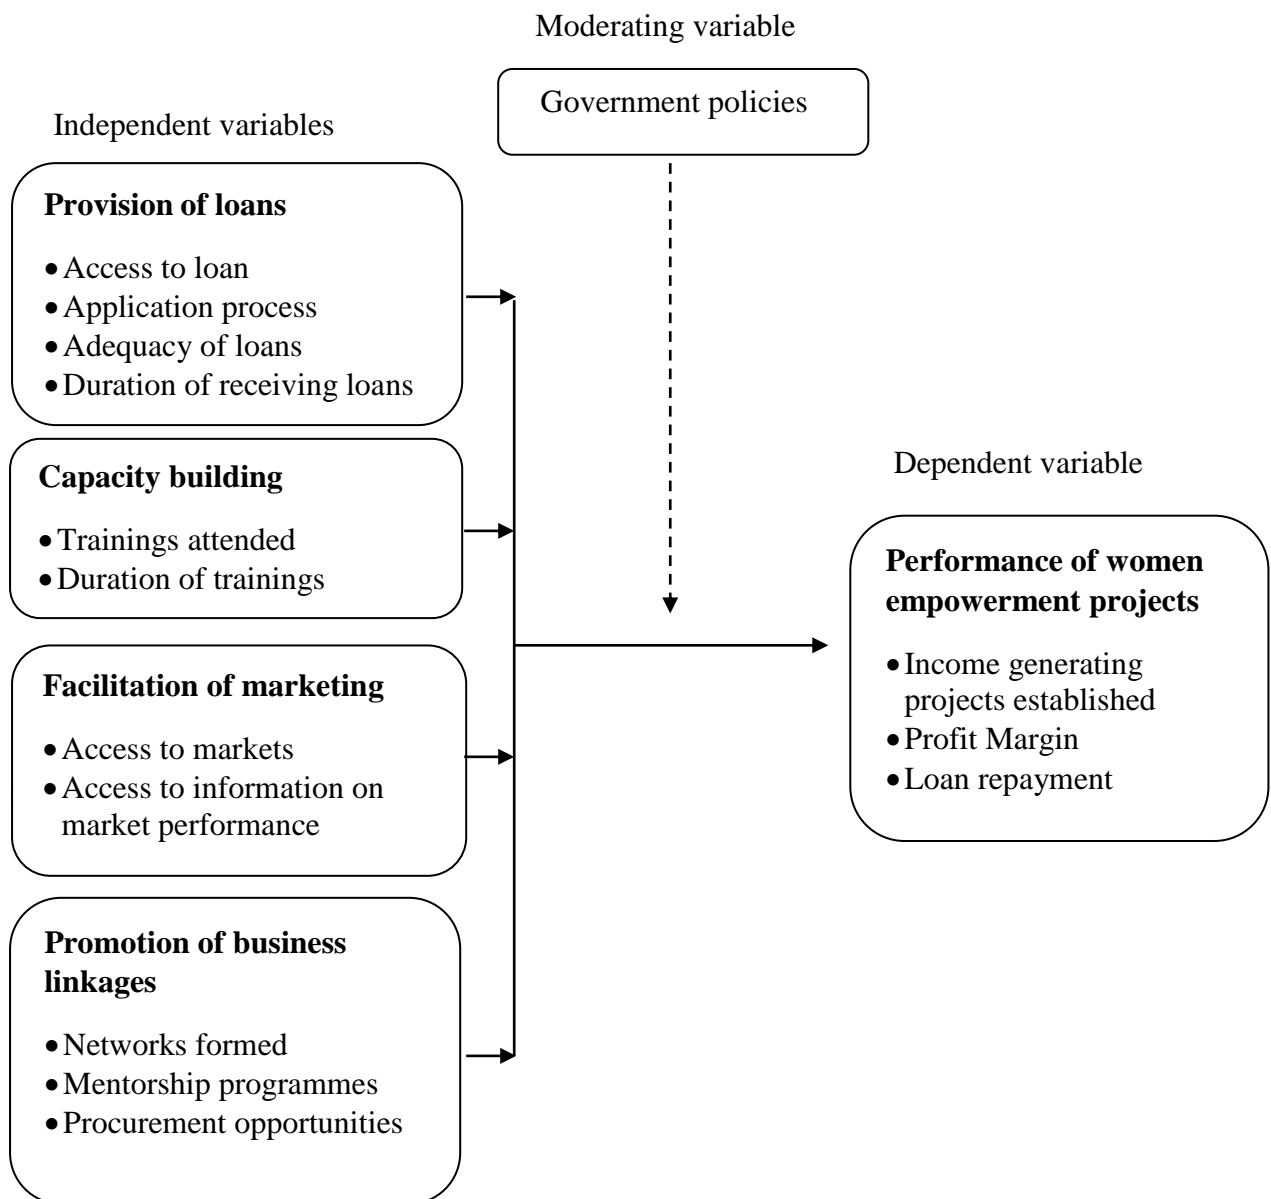 Moderating variable
Government policies
Independent variables
Provision of loans
• Access to loan
• Application process
• Adequacy of loans
• Duration of receiving loans
Capacity building
• Trainings attended
• Duration of trainings
Facilitation of marketing
• Access to markets
• Access to information on
market performance
Promotion of business
linkages
• Networks formed
• Mentorship programmes
• Procurement opportunities
Dependent variable
Performance of women
empowerment projects
• Income generating
projects established
• Profit Margin
• Loan repayment